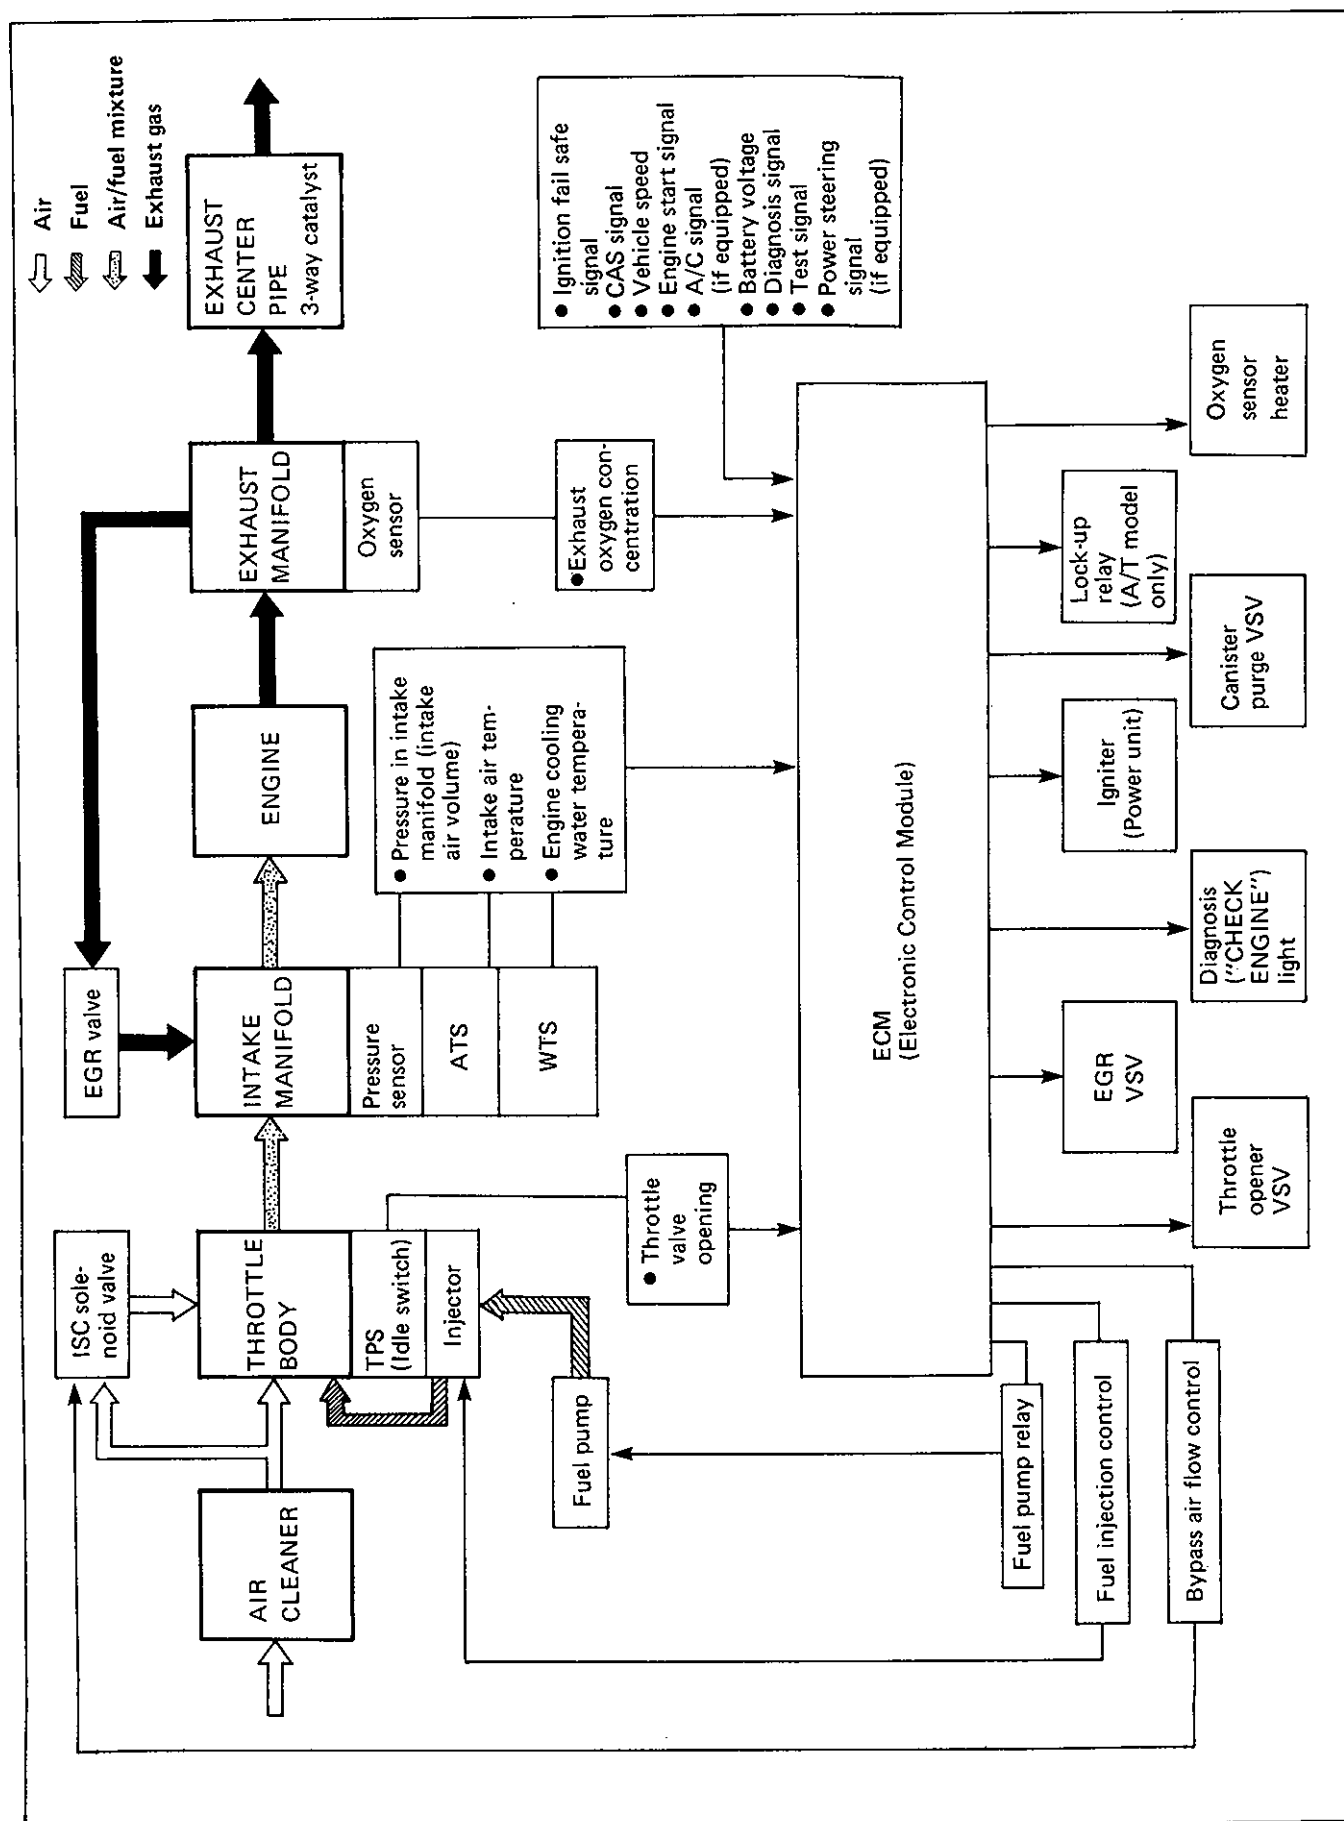 Air
Fuel
Air/fuel mixture
Exhaust gas
ISC sole-
noid valve
EGR valve
AIR
CLEANER
THROTTLE
BODY
TPS
(Idle switch)
Injector
INTAKE
MANIFOLD
Pressure
sensor
ATS
WTS
ENGINE
EXHAUST
MANIFOLD
Oxygen
sensor
EXHAUST
CENTER
PIPE
3-way catalyst
Fuel pump
● Throttle
valve
opening
● Pressure in intake
manifold (intake
air volume)
● Intake air tem-
perature
● Engine cooling
water tempera-
ture
● Exhaust
oxygen con-
centration
● Ignition fail safe
signal
● CAS signal
● Vehicle speed
● Engine start signal
● A/C signal
(if equipped)
● Battery voltage
● Diagnosis signal
● Test signal
● Power steering
signal
(if equipped)
ECM
(Electronic Control Module)
Fuel pump relay
Fuel injection control
Bypass air flow control
Throttle
opener
VSV
EGR
VSV
Diagnosis
("CHECK
ENGINE")
light
Igniter
(Power unit)
Canister
purge VSV
Lock-up
relay
(A/T model
only)
Oxygen
sensor
heater